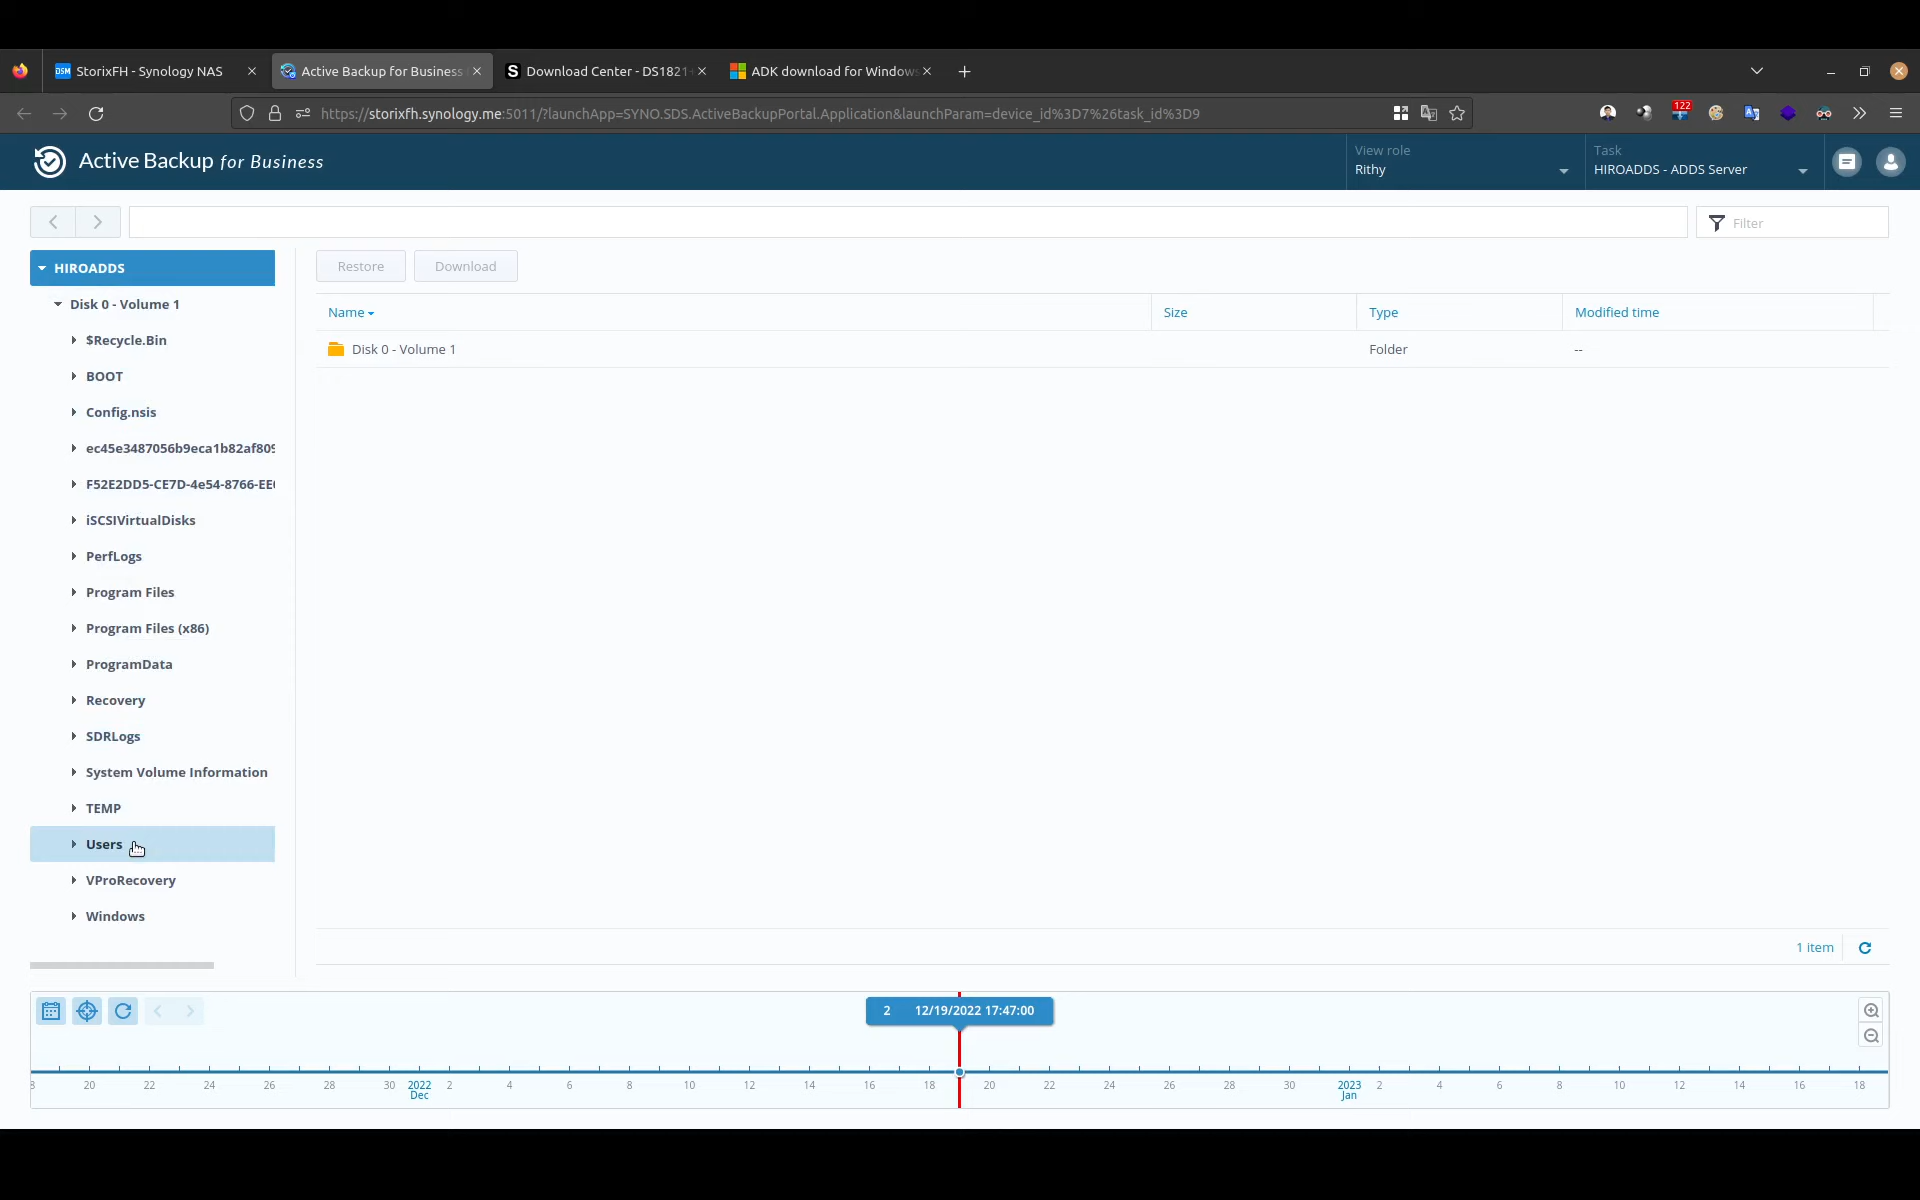 StorixFH - Synology NAS
Active Backup for Business
Download Center - DS1821
ADK download for Windows
https://storixfh.synology.me:5011/?launchApp=SYNO.SDS.ActiveBackupPortal.Application&launchParam=device_id%3D7%26task_id%3D9
122
Active Backup for Business
View role
Rithy
Task
HIROADDS - ADDS Server
Filter
HIROADDS
Restore
Download
Disk 0 - Volume 1
Name
Size
Type
Modified time
$Recycle.Bin
Disk 0 - Volume 1
Folder
--
BOOT
Config.nsis
ec45e3487056b9eca1b82af809
F52E2DD5-CE7D-4e54-8766-EE
iSCSIVirtualDisks
PerfLogs
Program Files
Program Files (x86)
ProgramData
Recovery
SDRLogs
System Volume Information
TEMP
Users
VProRecovery
Windows
1 item
2 12/19/2022 17:47:00
20 22 24 26 28 30 2022 2 4 6 8 10 12 14 16 18 20 22 24 26 28 30 2023 2 4 6 8 10 12 14 16 18
Dec Jan